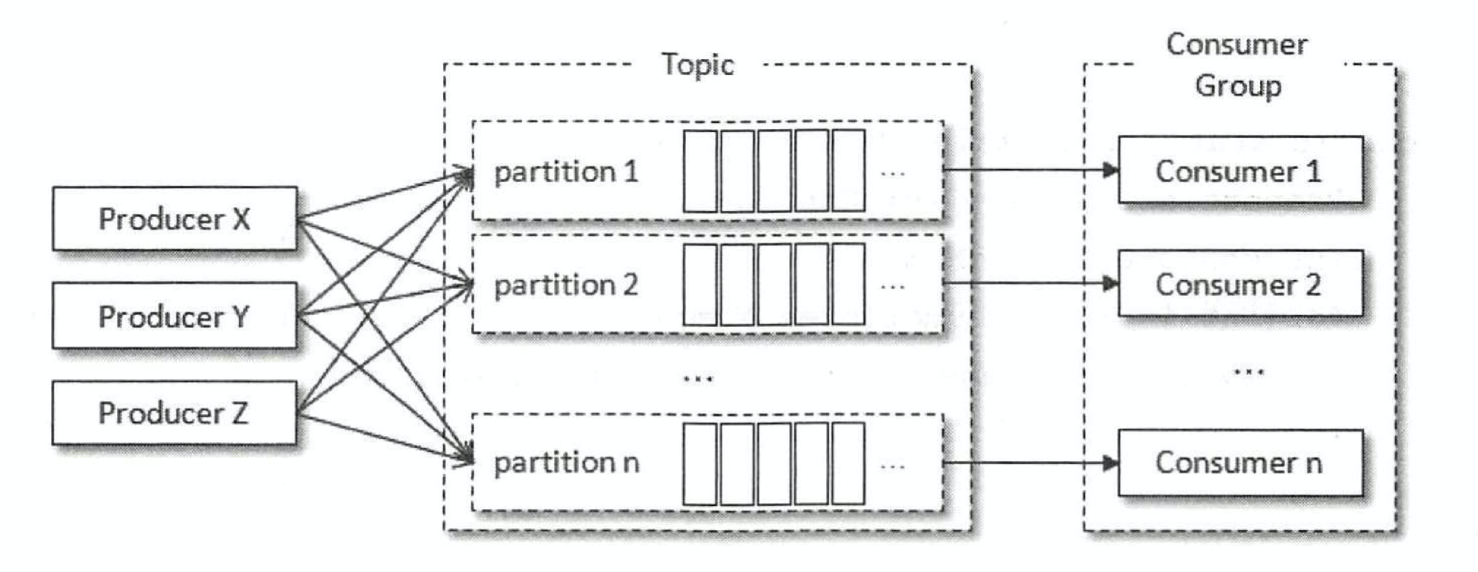 Topic
Consumer
Group
partition 1
...
Consumer 1
Producer X
partition 2
...
Consumer 2
Producer Y
...
...
Producer Z
partition n
...
Consumer n